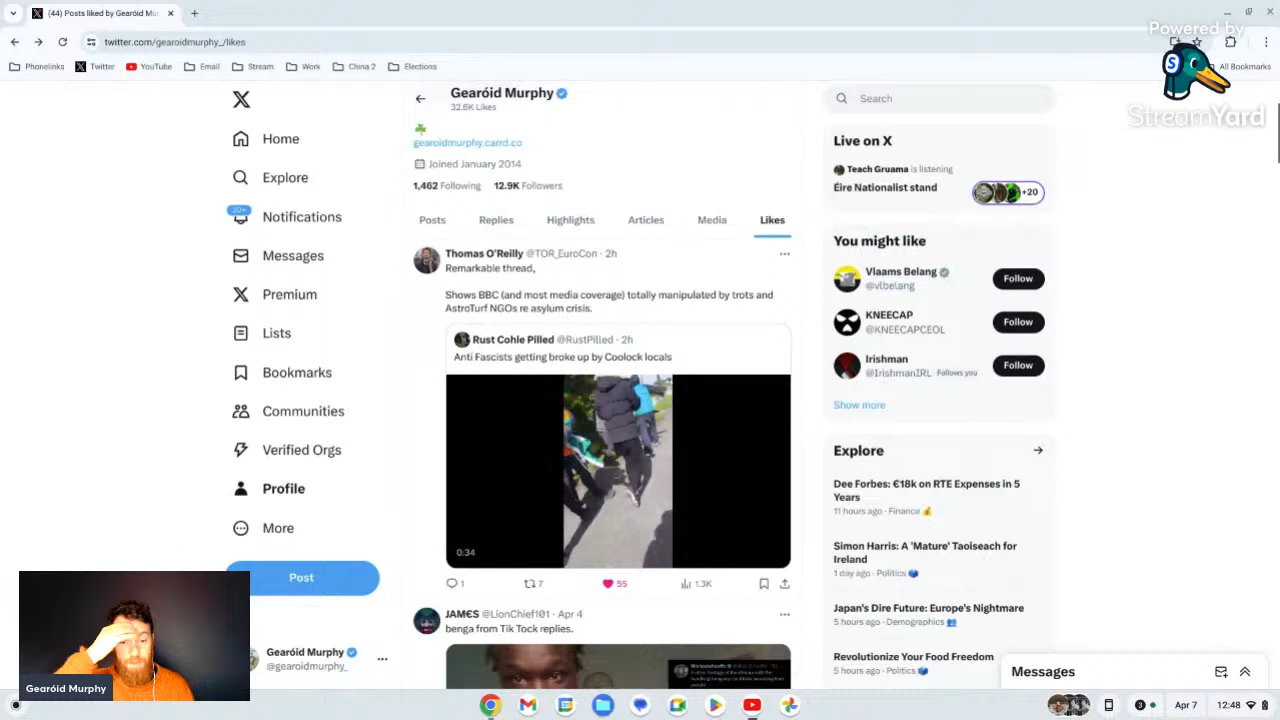 (44) Posts liked by Gearóid Mur
twitter.com/gearoidmurphy_/likes
Phonelinks
Twitter
YouTube
Email
Stream
Work
China 2
Elections
All Bookmarks
Powered by
StreamYard
Home
Explore
20+
Notifications
Messages
Premium
Lists
Bookmarks
Communities
Verified Orgs
Profile
More
Post
Gearóid Murphy
@gearoidmurphy_
Murphy
Gearóid Murphy
32.6K Likes
gearoidmurphy.carrd.co
Joined January 2014
1,462 Following 12.9K Followers
Posts Replies Highlights Articles Media Likes
Thomas O'Reilly @TOR_EuroCon · 2h
Remarkable thread,
Shows BBC (and most media coverage) totally manipulated by trots and
AstroTurf NGOs re asylum crisis.
Rust Cohle Pilled @RustPilled · 2h
Anti Fascists getting broke up by Coolock locals
0:34
1 7 55 1.3K
JAM€S @LionChief101 · Apr 4
benga from Tik Tock replies.
Search
Live on X
Teach Gruama is listening
Éire Nationalist stand
+20
You might like
Vlaams Belang
@vlbelang
Follow
KNEECAP
@KNEECAPCEOL
Follow
Irishman
@IrishmanIRL Follows you
Follow
Show more
Explore
Dee Forbes: €18k on RTE Expenses in 5
Years
11 hours ago · Finance
Simon Harris: A 'Mature' Taoiseach for
Ireland
1 day ago · Politics
Japan's Dire Future: Europe's Nightmare
5 hours ago · Demographics
Revolutionize Your Food Freedom
5 hours ago · Politics
Messages
3
Apr 7
12:48